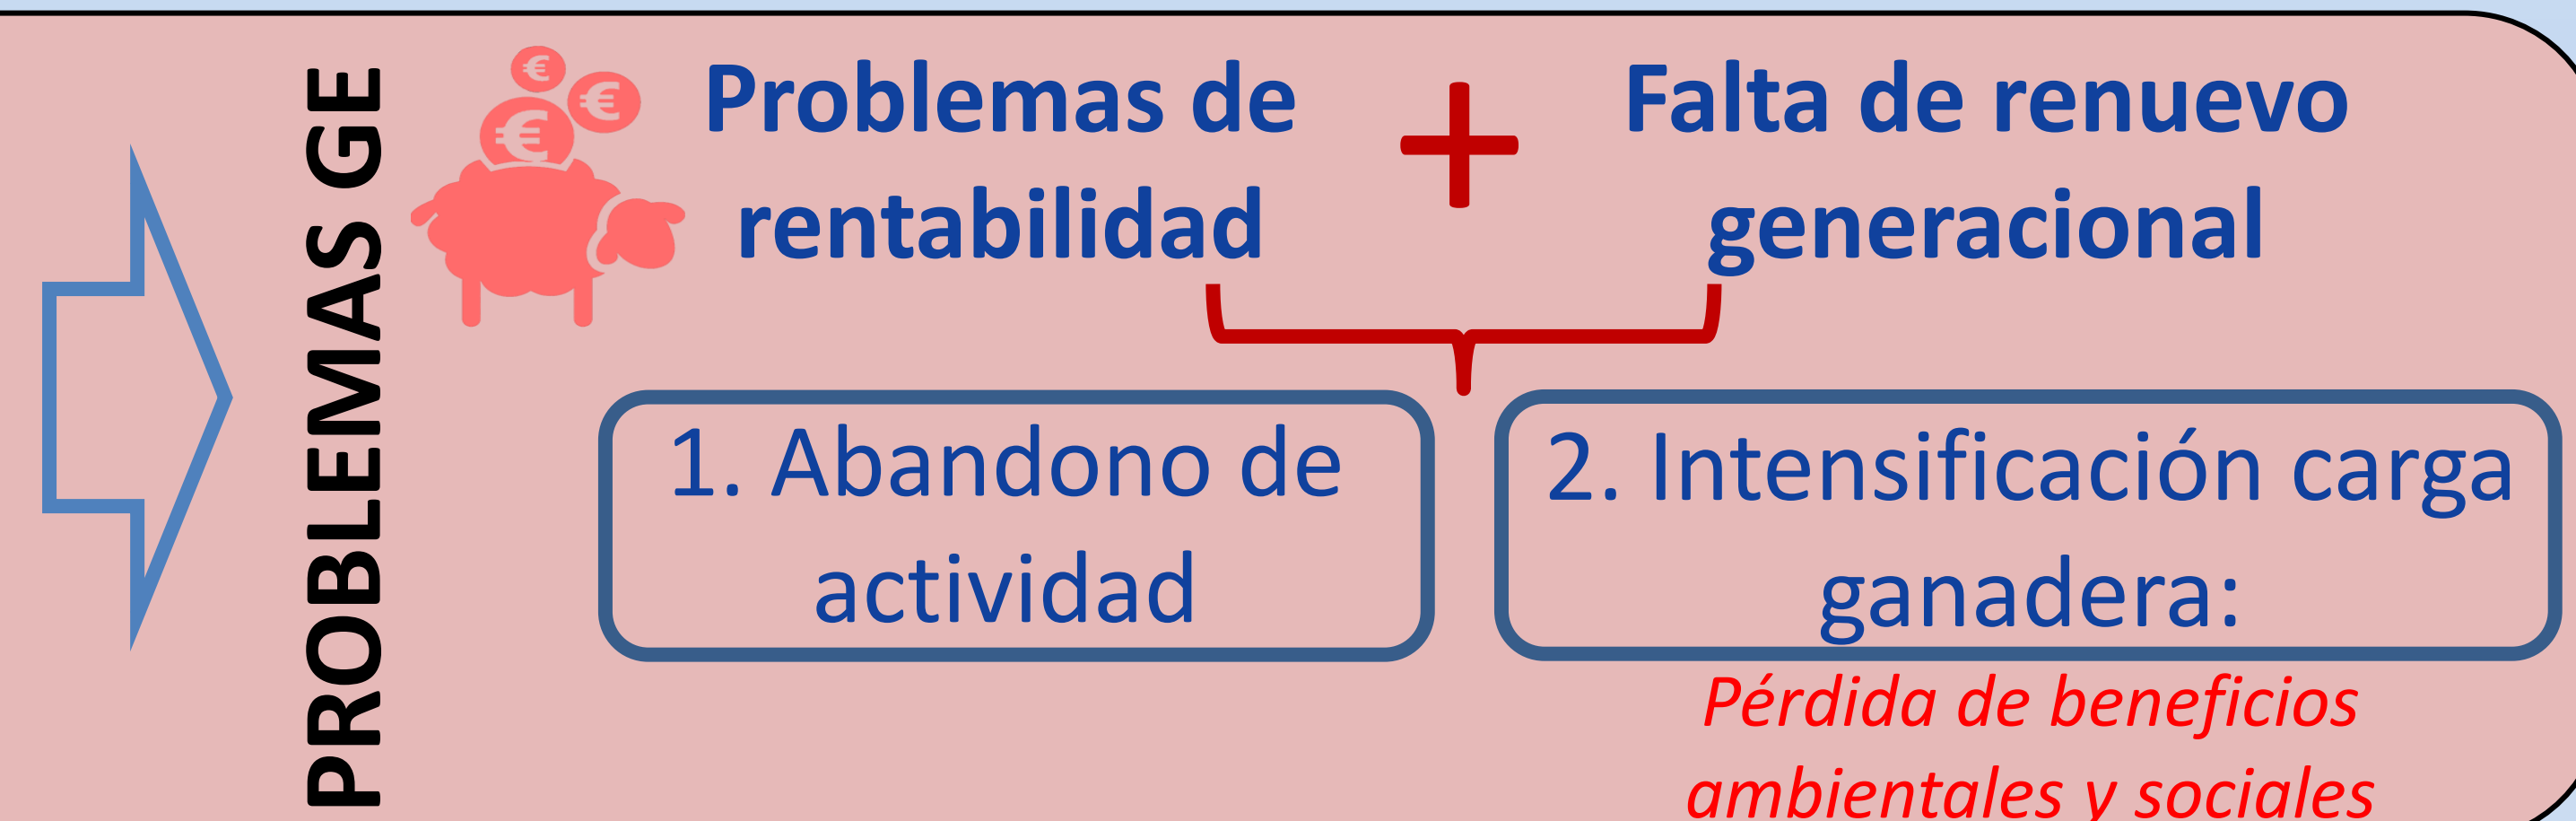 PROBLEMAS GE
€
€
€
Problemas de
rentabilidad
+
Falta de renuevo
generacional
1. Abandono de
actividad
2. Intensificación carga
ganadera:
Pérdida de beneficios
ambientales y sociales